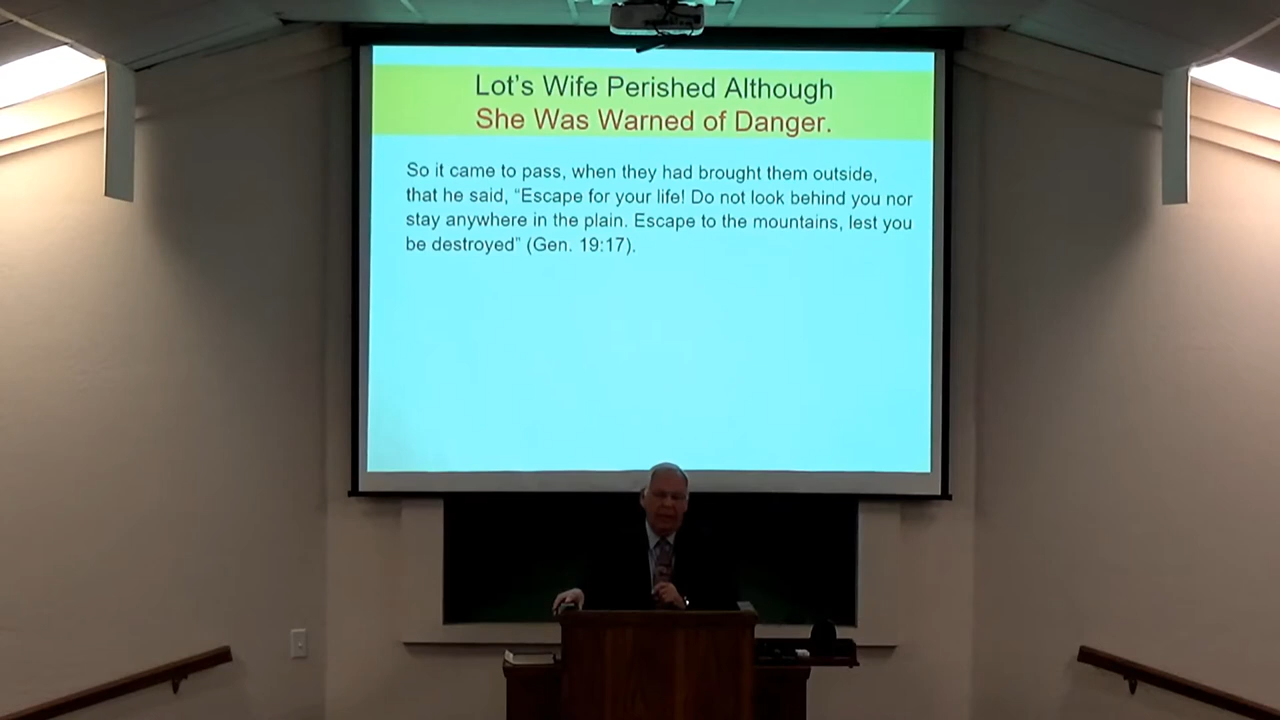 Lot's Wife Perished Although
She Was Warned of Danger.
So it came to pass, when they had brought them outside,
that he said, "Escape for your life! Do not look behind you nor
stay anywhere in the plain. Escape to the mountains, lest you
be destroyed" (Gen. 19:17).